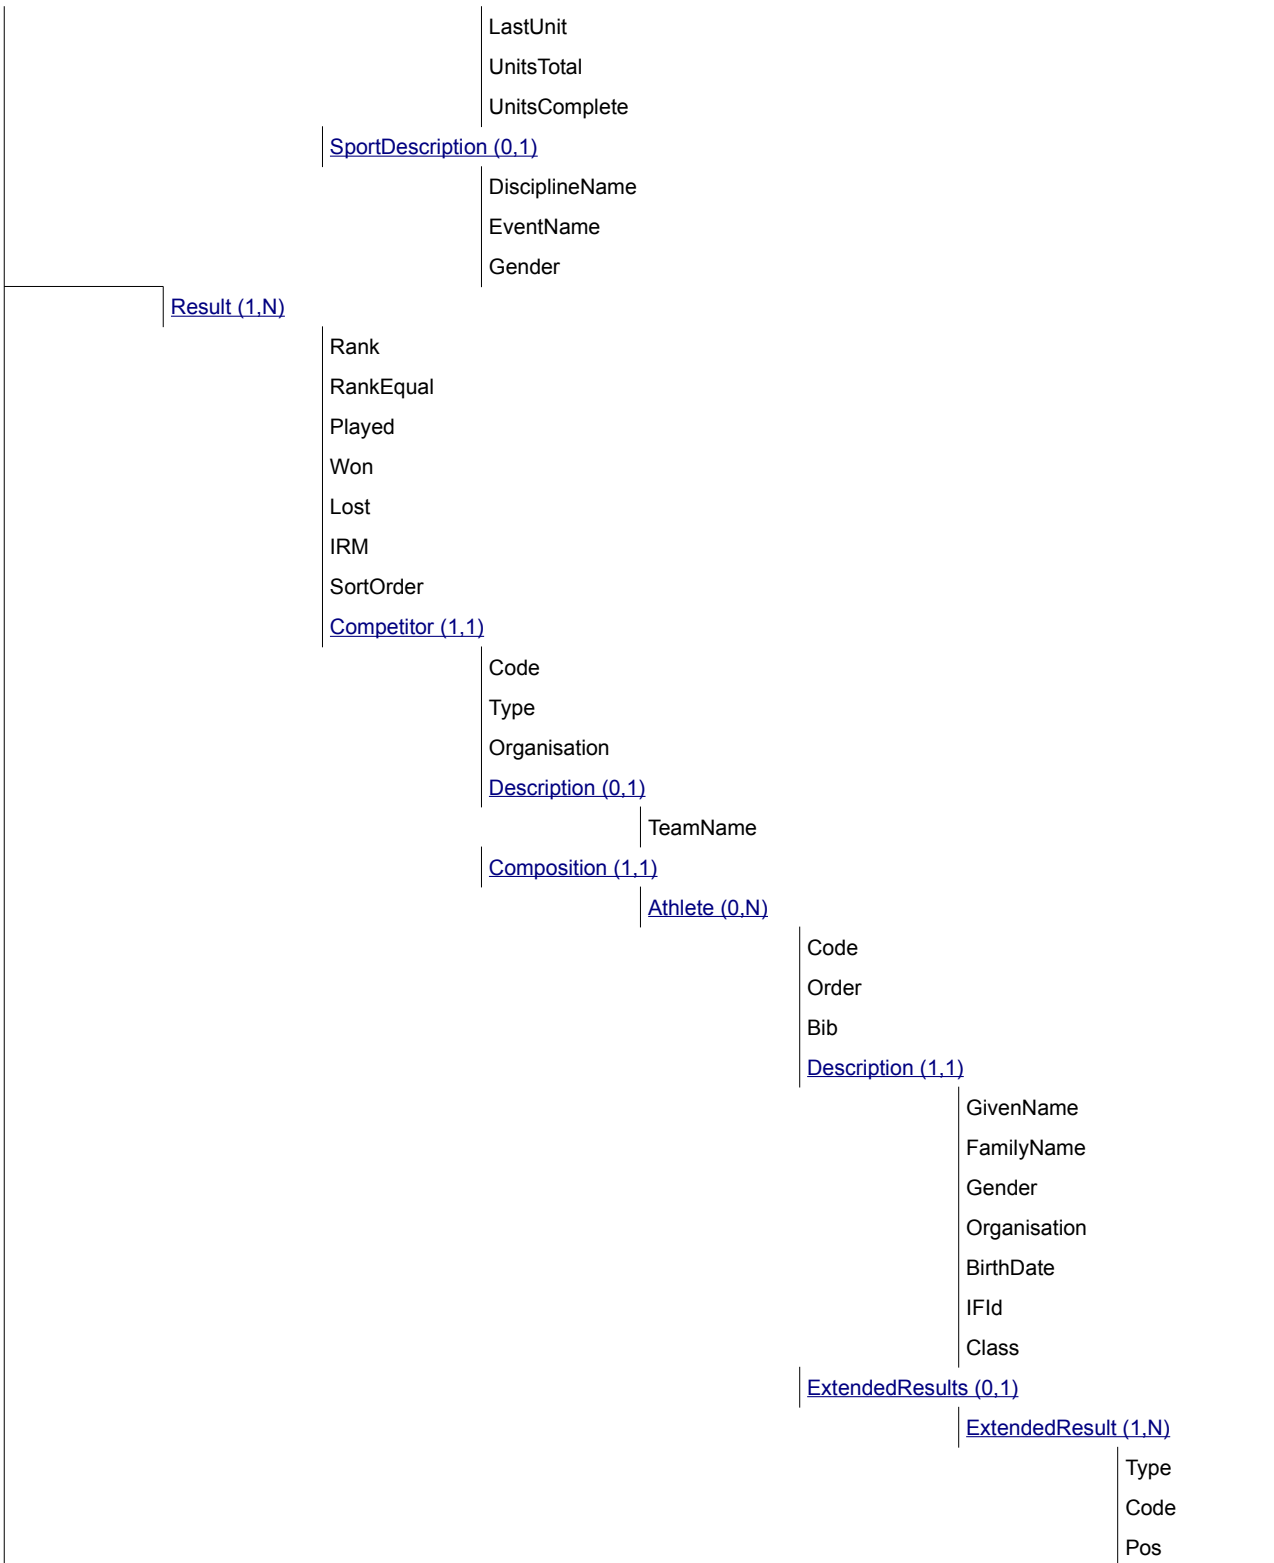 LastUnit
UnitsTotal
UnitsComplete
SportDescription (0,1)
DisciplineName
EventName
Gender
Result (1,N)
Rank
RankEqual
Played
Won
Lost
IRM
SortOrder
Competitor (1,1)
Code
Type
Organisation
Description (0,1)
TeamName
Composition (1,1)
Athlete (0,N)
Code
Order
Bib
Description (1,1)
GivenName
FamilyName
Gender
Organisation
BirthDate
IFId
Class
ExtendedResults (0,1)
ExtendedResult (1,N)
Type
Code
Pos